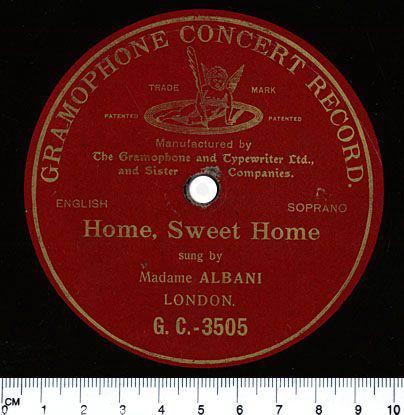 GRAMOPHONE CONCERT RECORD.
TRADE MARK
PATENTED PATENTED
Manufactured by
The Gramophone and Typewriter Ltd.,
and Sister Companies.
ENGLISH SOPRANO
Home, Sweet Home
sung by
Madame ALBANI
LONDON.
G. C.-3505
CM
0 1 2 3 4 5 6 7 8 9 10